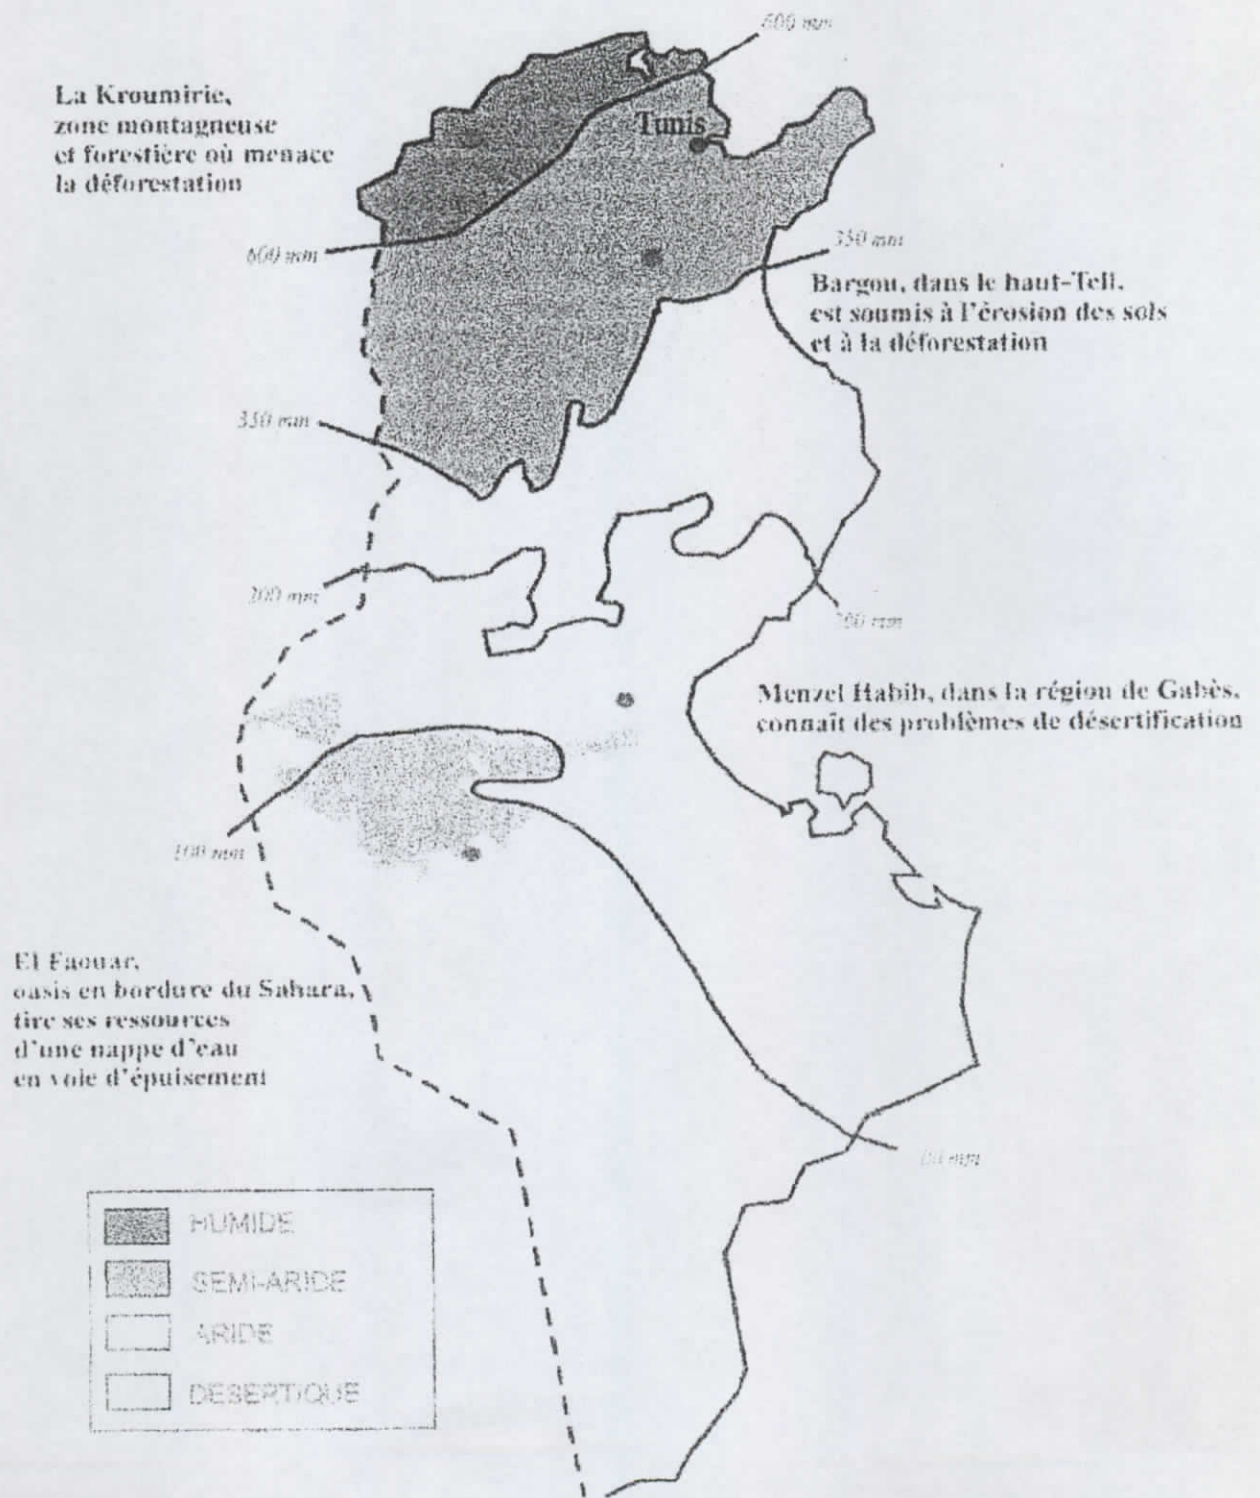 600 mm
La Kroumirie,
zone montagneuse
et forestière où menace
la déforestation
Tunis
600 mm
350 mm
Bargou, dans le haut-Tell,
est soumis à l'érosion des sols
et à la déforestation
350 mm
200 mm
200 mm
Menzel Habib, dans la région de Gabès,
connaît des problèmes de désertification
100 mm
El Faouar,
oasis en bordure du Sahara,
tire ses ressources
d'une nappe d'eau
en voie d'épuisement
100 mm
HUMIDE
SEMI-ARIDE
ARIDE
DESERTIQUE